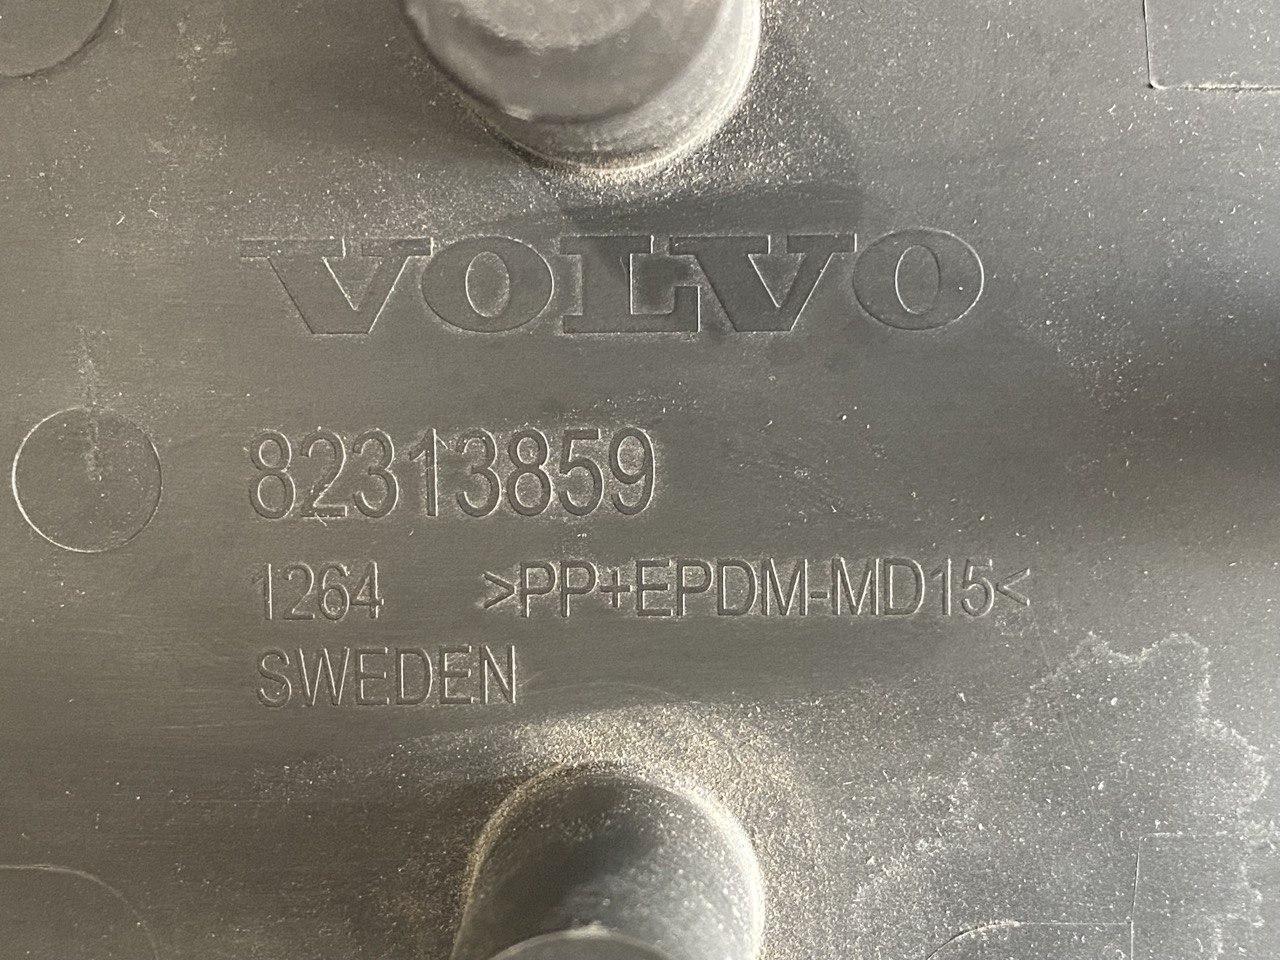 VOLVO
82313859
1264 >PP+EPDM-MD15<
SWEDEN